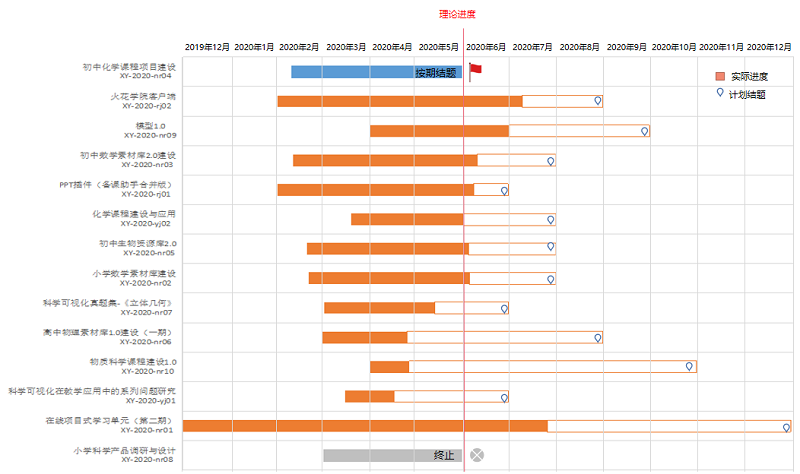 理论进度
2019年12月 2020年1月 2020年2月 2020年3月 2020年4月 2020年5月 2020年6月 2020年7月 2020年8月 2020年9月 2020年10月 2020年11月 2020年12月
初中化学课程项目建设
XY-2020-nr04
按期结题
实际进度
计划结题
火花学院客户端
XY-2020-rj02
模型1.0
XY-2020-nr09
初中数学素材库2.0建设
XY-2020-nr03
PPT插件（备课助手合并版）
XY-2020-rj01
化学课程建设与应用
XY-2020-yj02
初中生物资源库2.0
XY-2020-nr05
小学数学素材库建设
XY-2020-nr02
科学可视化真题集-《立体几何》
XY-2020-nr07
高中物理素材库1.0建设（一期）
XY-2020-nr06
物质科学课程建设1.0
XY-2020-nr10
科学可视化在教学应用中的系列问题研究
XY-2020-yj01
在线项目式学习单元（第二期）
XY-2020-nr01
小学科学产品调研与设计
XY-2020-nr08
终止